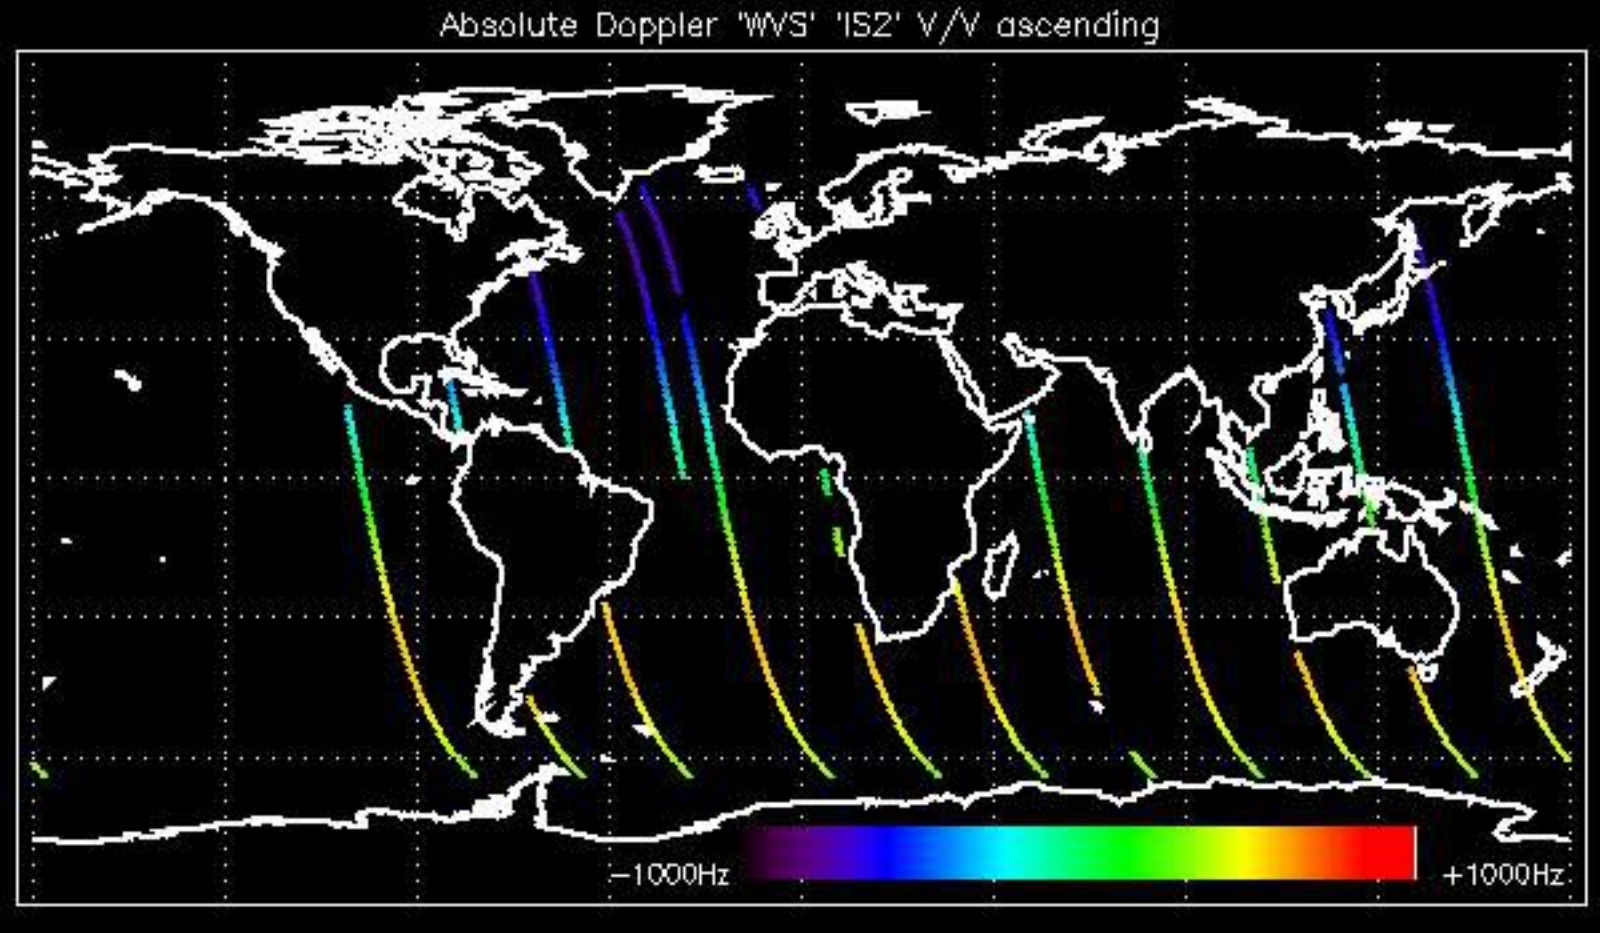 Absolute Doppler 'WVS' 'IS2' V/V ascending
-1000Hz
+1000Hz